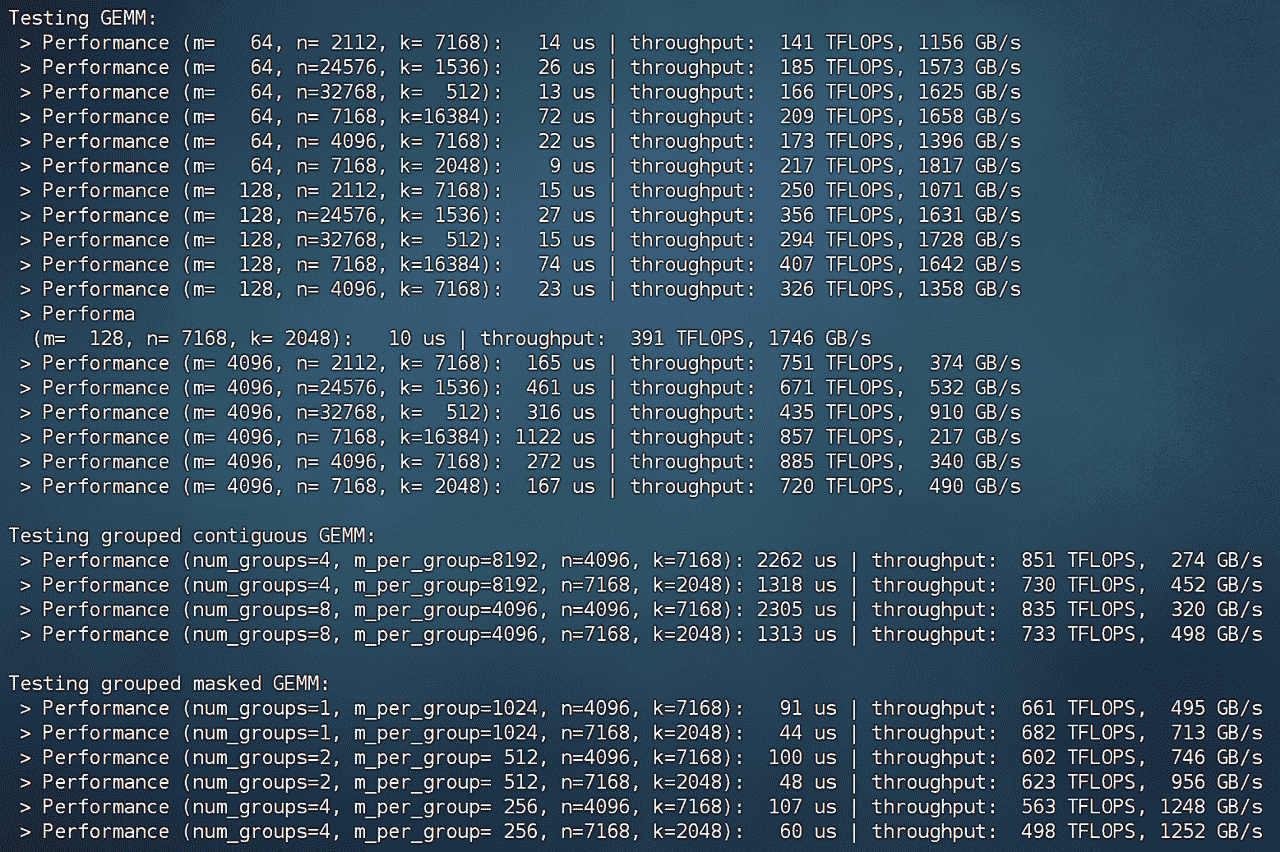 Testing GEMM:
 > Performance (m=   64, n= 2112, k= 7168):   14 us | throughput:  141 TFLOPS, 1156 GB/s
 > Performance (m=   64, n=24576, k= 1536):   26 us | throughput:  185 TFLOPS, 1573 GB/s
 > Performance (m=   64, n=32768, k=  512):   13 us | throughput:  166 TFLOPS, 1625 GB/s
 > Performance (m=   64, n= 7168, k=16384):   72 us | throughput:  209 TFLOPS, 1658 GB/s
 > Performance (m=   64, n= 4096, k= 7168):   22 us | throughput:  173 TFLOPS, 1396 GB/s
 > Performance (m=   64, n= 7168, k= 2048):    9 us | throughput:  217 TFLOPS, 1817 GB/s
 > Performance (m=  128, n= 2112, k= 7168):   15 us | throughput:  250 TFLOPS, 1071 GB/s
 > Performance (m=  128, n=24576, k= 1536):   27 us | throughput:  356 TFLOPS, 1631 GB/s
 > Performance (m=  128, n=32768, k=  512):   15 us | throughput:  294 TFLOPS, 1728 GB/s
 > Performance (m=  128, n= 7168, k=16384):   74 us | throughput:  407 TFLOPS, 1642 GB/s
 > Performance (m=  128, n= 4096, k= 7168):   23 us | throughput:  326 TFLOPS, 1358 GB/s
 > Performa
  (m=  128, n= 7168, k= 2048):   10 us | throughput:  391 TFLOPS, 1746 GB/s
 > Performance (m= 4096, n= 2112, k= 7168):  165 us | throughput:  751 TFLOPS,  374 GB/s
 > Performance (m= 4096, n=24576, k= 1536):  461 us | throughput:  671 TFLOPS,  532 GB/s
 > Performance (m= 4096, n=32768, k=  512):  316 us | throughput:  435 TFLOPS,  910 GB/s
 > Performance (m= 4096, n= 7168, k=16384): 1122 us | throughput:  857 TFLOPS,  217 GB/s
 > Performance (m= 4096, n= 4096, k= 7168):  272 us | throughput:  885 TFLOPS,  340 GB/s
 > Performance (m= 4096, n= 7168, k= 2048):  167 us | throughput:  720 TFLOPS,  490 GB/s

Testing grouped contiguous GEMM:
 > Performance (num_groups=4, m_per_group=8192, n=4096, k=7168): 2262 us | throughput:  851 TFLOPS,  274 GB/s
 > Performance (num_groups=4, m_per_group=8192, n=7168, k=2048): 1318 us | throughput:  730 TFLOPS,  452 GB/s
 > Performance (num_groups=8, m_per_group=4096, n=4096, k=7168): 2305 us | throughput:  835 TFLOPS,  320 GB/s
 > Performance (num_groups=8, m_per_group=4096, n=7168, k=2048): 1313 us | throughput:  733 TFLOPS,  498 GB/s

Testing grouped masked GEMM:
 > Performance (num_groups=1, m_per_group=1024, n=4096, k=7168):   91 us | throughput:  661 TFLOPS,  495 GB/s
 > Performance (num_groups=1, m_per_group=1024, n=7168, k=2048):   44 us | throughput:  682 TFLOPS,  713 GB/s
 > Performance (num_groups=2, m_per_group= 512, n=4096, k=7168):  100 us | throughput:  602 TFLOPS,  746 GB/s
 > Performance (num_groups=2, m_per_group= 512, n=7168, k=2048):   48 us | throughput:  623 TFLOPS,  956 GB/s
 > Performance (num_groups=4, m_per_group= 256, n=4096, k=7168):  107 us | throughput:  563 TFLOPS, 1248 GB/s
 > Performance (num_groups=4, m_per_group= 256, n=7168, k=2048):   60 us | throughput:  498 TFLOPS, 1252 GB/s